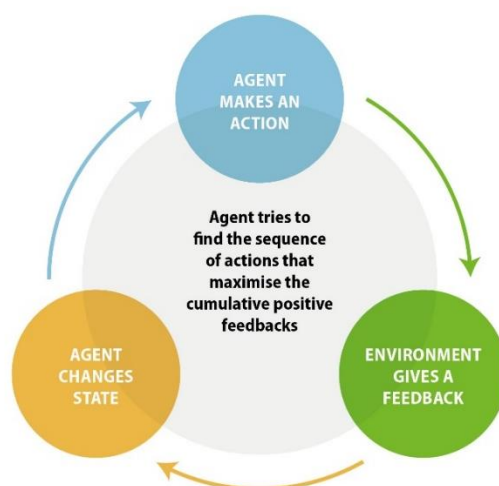 AGENT
MAKES AN
ACTION
Agent tries to
find the sequence
of actions that
maximise the
cumulative positive
feedbacks
AGENT
CHANGES
STATE
ENVIRONMENT
GIVES A
FEEDBACK